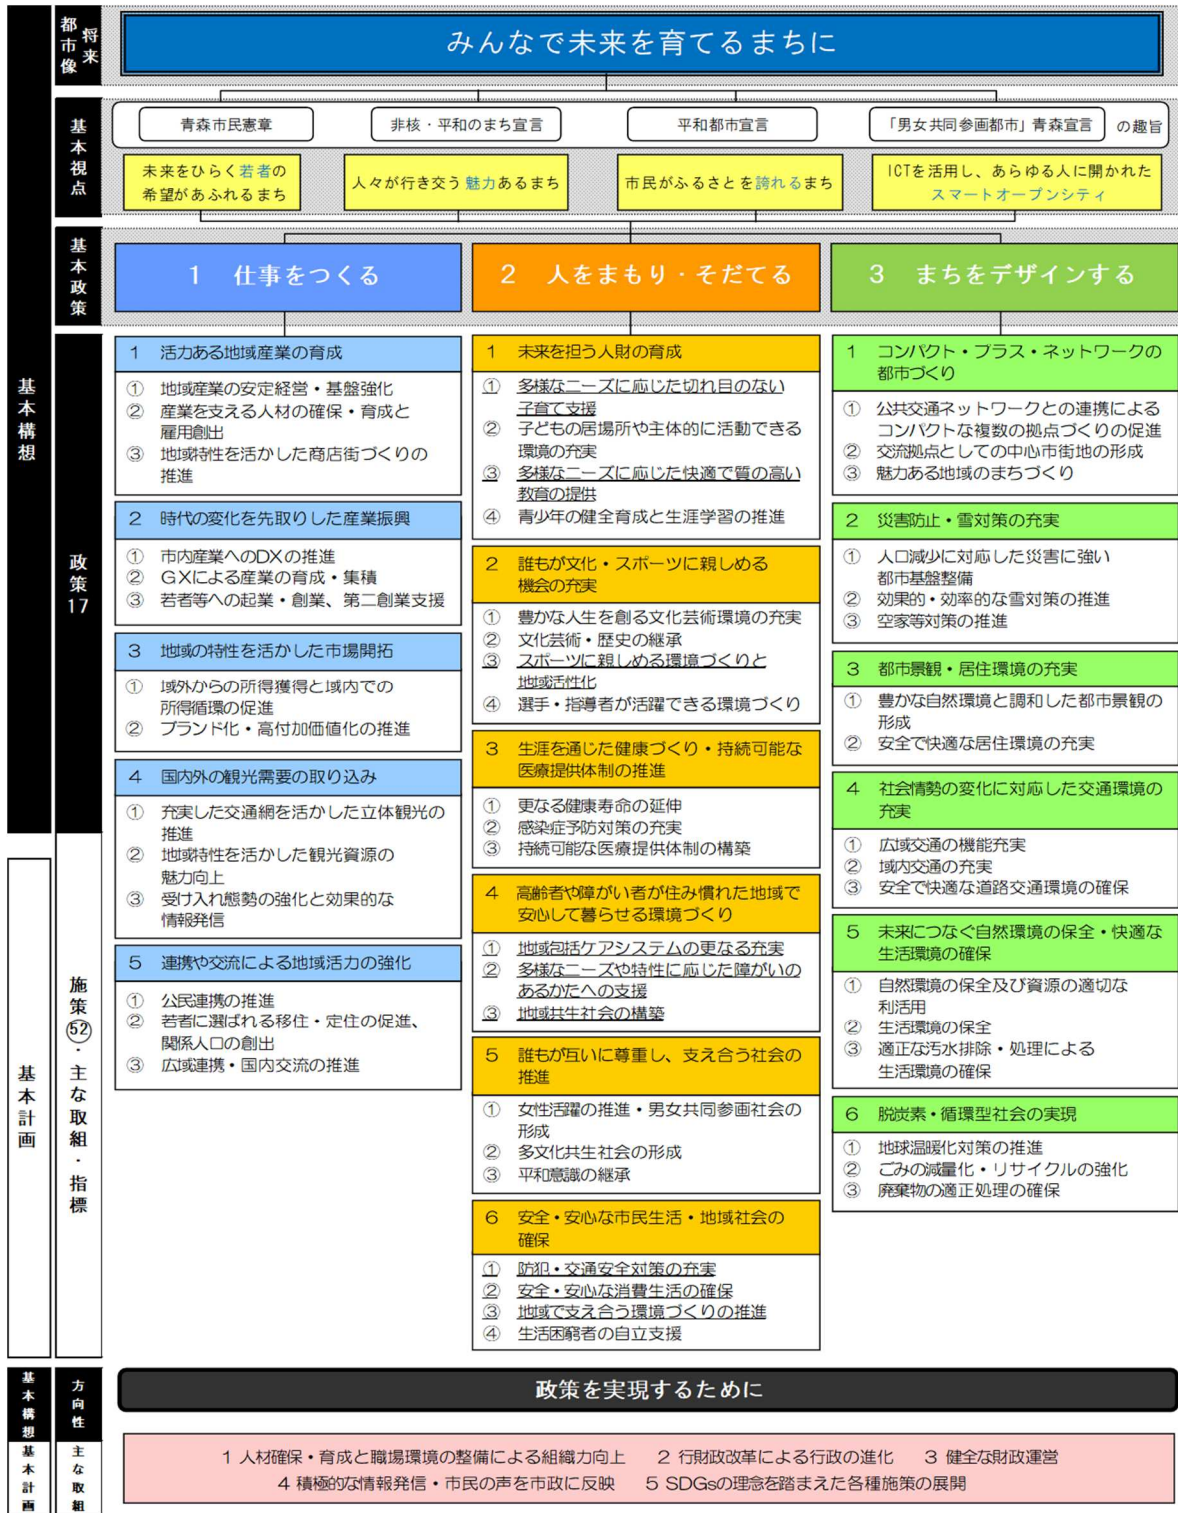 将来
都市像
みんなで未来を育てるまちに
基本構想
基本視点
青森市民憲章
非核・平和のまち宣言
平和都市宣言
「男女共同参画都市」青森宣言
の趣旨
未来をひらく若者の
希望があふれるまち
人々が行き交う魅力あるまち
市民がふるさとを誇れるまち
ICTを活用し、あらゆる人に開かれた
スマートオープンシティ
基本政策
1 仕事をつくる
2 人をまもり・そだてる
3 まちをデザインする
政策17
1 活力ある地域産業の育成
① 地域産業の安定経営・基盤強化
② 産業を支える人材の確保・育成と
雇用創出
③ 地域特性を活かした商店街づくりの
推進
2 時代の変化を先取りした産業振興
① 市内産業へのDXの推進
② GXによる産業の育成・集積
③ 若者等への起業・創業、第二創業支援
3 地域の特性を活かした市場開拓
① 域外からの所得獲得と域内での
所得循環の促進
② ブランド化・高付加価値化の推進
4 国内外の観光需要の取り込み
① 充実した交通網を活かした立体観光の
推進
② 地域特性を活かした観光資源の
魅力向上
③ 受け入れ態勢の強化と効果的な
情報発信
5 連携や交流による地域活力の強化
① 公民連携の推進
② 若者に選ばれる移住・定住の促進、
関係人口の創出
③ 広域連携・国内交流の推進
1 未来を担う人財の育成
① 多様なニーズに応じた切れ目のない
子育て支援
② 子どもの居場所や主体的に活動できる
環境の充実
③ 多様なニーズに応じた快適で質の高い
教育の提供
④ 青少年の健全育成と生涯学習の推進
2 誰もが文化・スポーツに親しめる
機会の充実
① 豊かな人生を創る文化芸術環境の充実
② 文化芸術・歴史の継承
③ スポーツに親しめる環境づくりと
地域活性化
④ 選手・指導者が活躍できる環境づくり
3 生涯を通じた健康づくり・持続可能な
医療提供体制の推進
① 更なる健康寿命の延伸
② 感染症予防対策の充実
③ 持続可能な医療提供体制の構築
4 高齢者や障がい者が住み慣れた地域で
安心して暮らせる環境づくり
① 地域包括ケアシステムの更なる充実
② 多様なニーズや特性に応じた障がいの
あるかたへの支援
③ 地域共生社会の構築
5 誰もが互いに尊重し、支え合う社会の
推進
① 女性活躍の推進・男女共同参画社会の
形成
② 多文化共生社会の形成
③ 平和意識の継承
6 安全・安心な市民生活・地域社会の
確保
① 防犯・交通安全対策の充実
② 安全・安心な消費生活の確保
③ 地域で支え合う環境づくりの推進
④ 生活困窮者の自立支援
1 コンパクト・プラス・ネットワークの
都市づくり
① 公共交通ネットワークとの連携による
コンパクトな複数の拠点づくりの促進
② 交流拠点としての中心市街地の形成
③ 魅力ある地域のまちづくり
2 災害防止・雪対策の充実
① 人口減少に対応した災害に強い
都市基盤整備
② 効果的・効率的な雪対策の推進
③ 空家等対策の推進
3 都市景観・居住環境の充実
① 豊かな自然環境と調和した都市景観の
形成
② 安全で快適な居住環境の充実
4 社会情勢の変化に対応した交通環境の
充実
① 広域交通の機能充実
② 域内交通の充実
③ 安全で快適な道路交通環境の確保
5 未来につなぐ自然環境の保全・快適な
生活環境の確保
① 自然環境の保全及び資源の適切な
利活用
② 生活環境の保全
③ 適正な汚水排除・処理による
生活環境の確保
6 脱炭素・循環型社会の実現
① 地球温暖化対策の推進
② ごみの減量化・リサイクルの強化
③ 廃棄物の適正処理の確保
基本計画
施策㊾・主な取組・指標
基本構想
方向性
政策を実現するために
基本計画
主な取組
1 人材確保・育成と職場環境の整備による組織力向上 2 行財政改革による行政の進化 3 健全な財政運営
4 積極的な情報発信・市民の声を市政に反映 5 SDGsの理念を踏まえた各種施策の展開